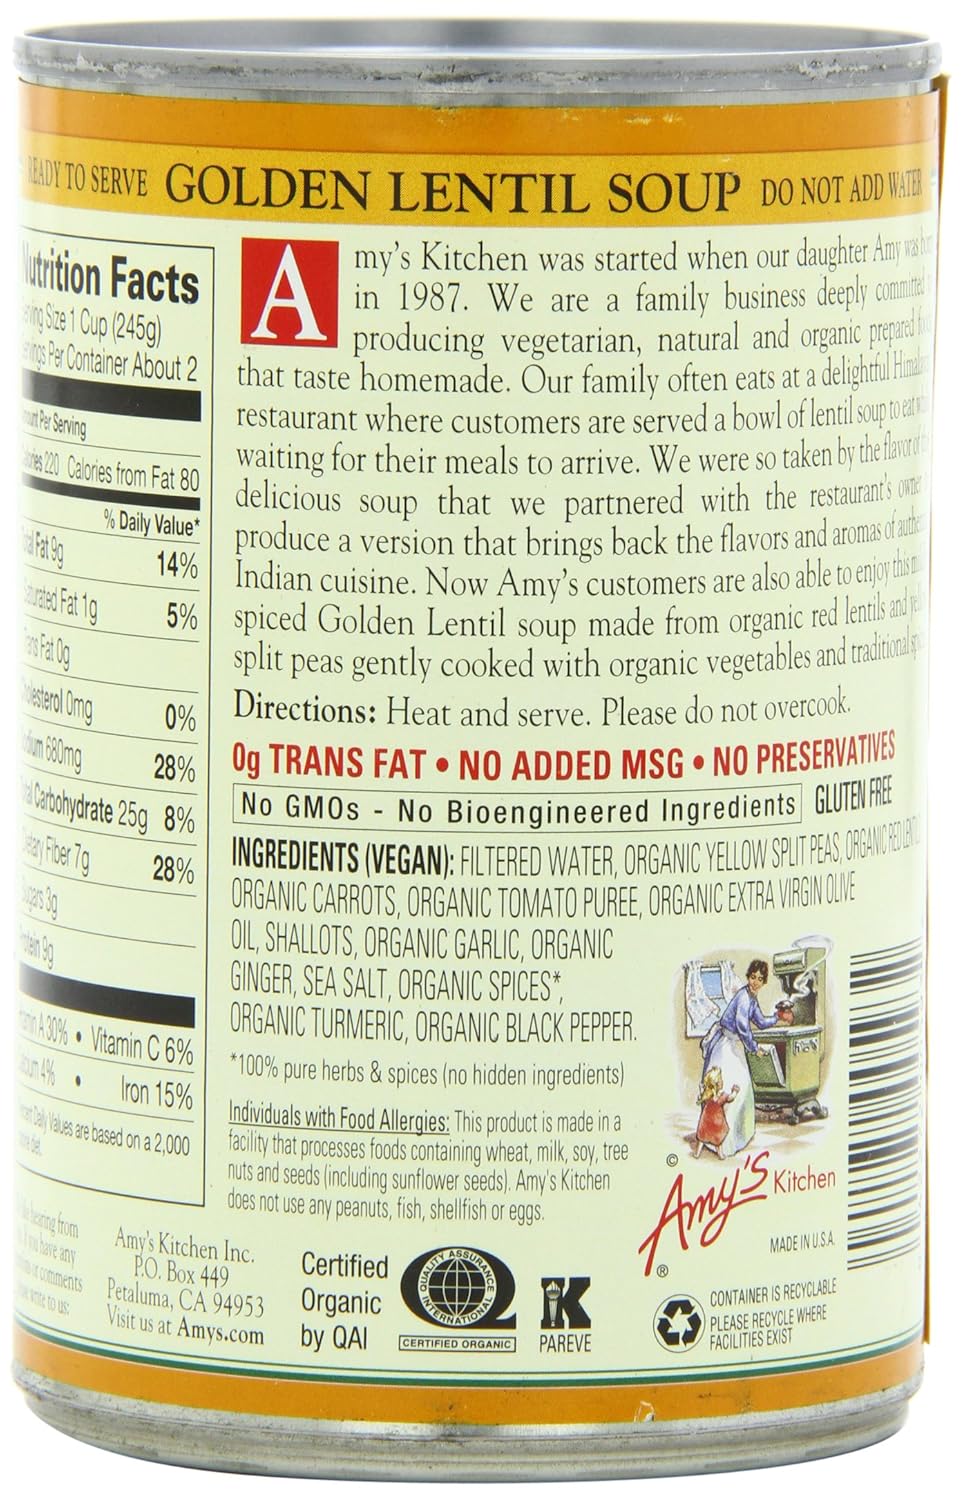 READY TO SERVE GOLDEN LENTIL SOUP DO NOT ADD WATER
Nutrition Facts
Serving Size 1 Cup (245g)
Servings Per Container About 2
Amount Per Serving
Calories 220 Calories from Fat 80
% Daily Value*
Total Fat 9g 14%
Saturated Fat 1g 5%
Trans Fat 0g
Cholesterol 0mg 0%
Sodium 680mg 28%
Total Carbohydrate 25g 8%
Dietary Fiber 7g 28%
Sugars 3g
Protein 9g
Vitamin A 30% • Vitamin C 6%
Calcium 4% • Iron 15%
Daily Values are based on a 2,000
Amy's Kitchen was started when our daughter Amy was born
in 1987. We are a family business deeply committed
producing vegetarian, natural and organic prepared
that taste homemade. Our family often eats at a delightful
restaurant where customers are served a bowl of lentil soup to eat
waiting for their meals to arrive. We were so taken by the flavor of
delicious soup that we partnered with the restaurant's owner
produce a version that brings back the flavors and aromas of
Indian cuisine. Now Amy's customers are also able to enjoy this
spiced Golden Lentil soup made from organic red lentils and
split peas gently cooked with organic vegetables and traditional
Directions: Heat and serve. Please do not overcook.
0g TRANS FAT • NO ADDED MSG • NO PRESERVATIVES
No GMOs - No Bioengineered Ingredients GLUTEN FREE
INGREDIENTS (VEGAN): FILTERED WATER, ORGANIC YELLOW SPLIT PEAS, ORGANIC RED
ORGANIC CARROTS, ORGANIC TOMATO PUREE, ORGANIC EXTRA VIRGIN OLIVE
OIL, SHALLOTS, ORGANIC GARLIC, ORGANIC
GINGER, SEA SALT, ORGANIC SPICES*,
ORGANIC TURMERIC, ORGANIC BLACK PEPPER.
*100% pure herbs & spices (no hidden ingredients)
Individuals with Food Allergies: This product is made in a
facility that processes foods containing wheat, milk, soy, tree
nuts and seeds (including sunflower seeds). Amy's Kitchen
does not use any peanuts, fish, shellfish or eggs.
© Amy's Kitchen
®
MADE IN U.S.A.
hearing from
you have any
or comments
write to us:
Amy's Kitchen Inc.
P.O. Box 449
Petaluma, CA 94953
Visit us at Amys.com
Certified
Organic
by QAI
QUALITY ASSURANCE
INTERNATIONAL
CERTIFIED ORGANIC
K
PAREVE
CONTAINER IS RECYCLABLE
PLEASE RECYCLE WHERE
FACILITIES EXIST